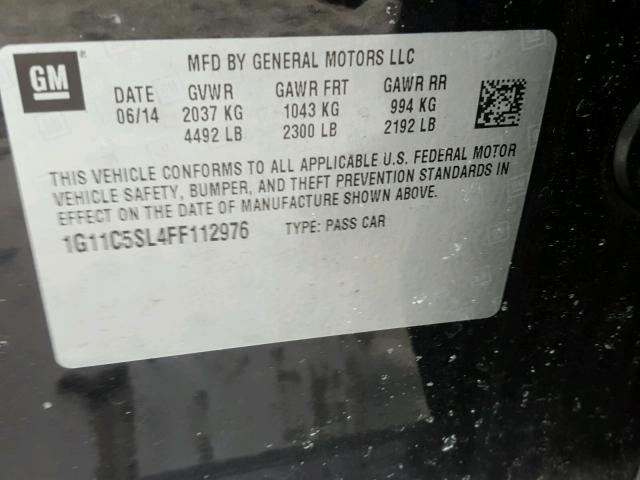 GM
MFD BY GENERAL MOTORS LLC
DATE GVWR GAWR FRT GAWR RR
06/14 2037 KG 1043 KG 994 KG
4492 LB 2300 LB 2192 LB
THIS VEHICLE CONFORMS TO ALL APPLICABLE U.S. FEDERAL MOTOR
VEHICLE SAFETY, BUMPER, AND THEFT PREVENTION STANDARDS IN
EFFECT ON THE DATE OF MANUFACTURE SHOWN ABOVE.
1G11C5SL4FF112976 TYPE: PASS CAR